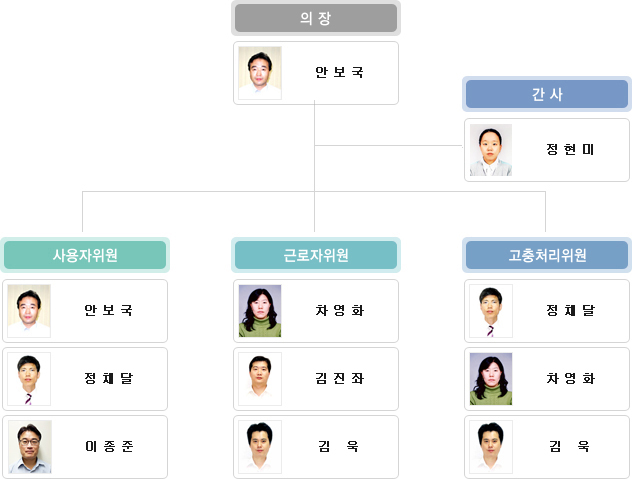 의 장
안 보 국
간 사
정 현 미
사용자위원
안 보 국
정 채 달
이 종 준
근로자위원
차 영 화
김 진 좌
김 욱
고충처리위원
정 채 달
차 영 화
김 욱